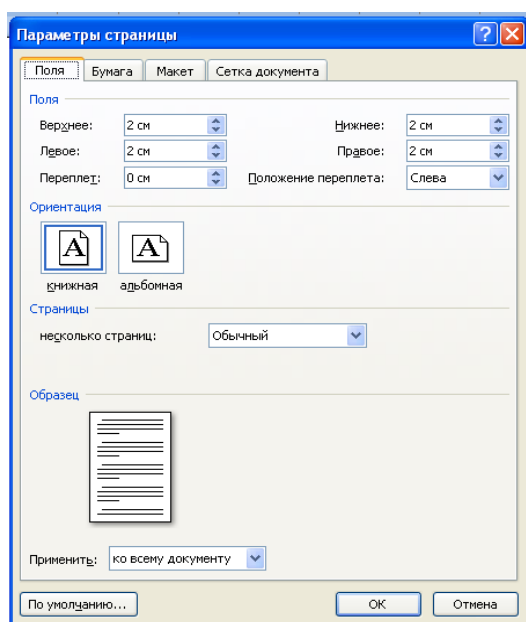 Параметры страницы
Поля Бумага Макет Сетка документа
Поля
Верхнее: 2 см Нижнее: 2 см
Левое: 2 см Правое: 2 см
Переплет: 0 см Положение переплета: Слева
Ориентация
A A
книжная альбомная
Страницы
несколько страниц: Обычный
Образец
Применить: ко всему документу
По умолчанию... ОК Отмена